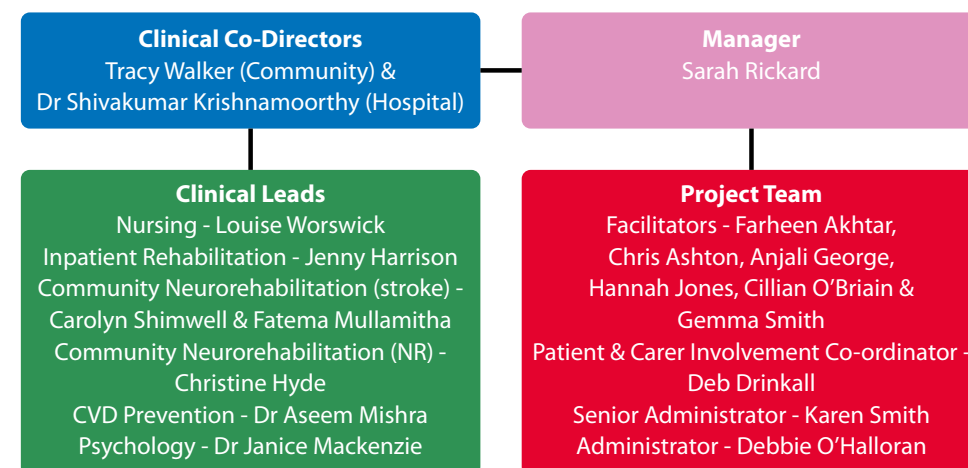 Clinical Co-Directors
Tracy Walker (Community) &
Dr Shivakumar Krishnamoorthy (Hospital)
Manager
Sarah Rickard
Clinical Leads
Nursing - Louise Worswick
Inpatient Rehabilitation - Jenny Harrison
Community Neurorehabilitation (stroke) -
Carolyn Shimwell & Fatema Mullamitha
Community Neurorehabilitation (NR) -
Christine Hyde
CVD Prevention - Dr Aseem Mishra
Psychology - Dr Janice Mackenzie
Project Team
Facilitators - Farheen Akhtar,
Chris Ashton, Anjali George,
Hannah Jones, Cillian O’Briain &
Gemma Smith
Patient & Carer Involvement Co-ordinator -
Deb Drinkall
Senior Administrator - Karen Smith
Administrator - Debbie O’Halloran